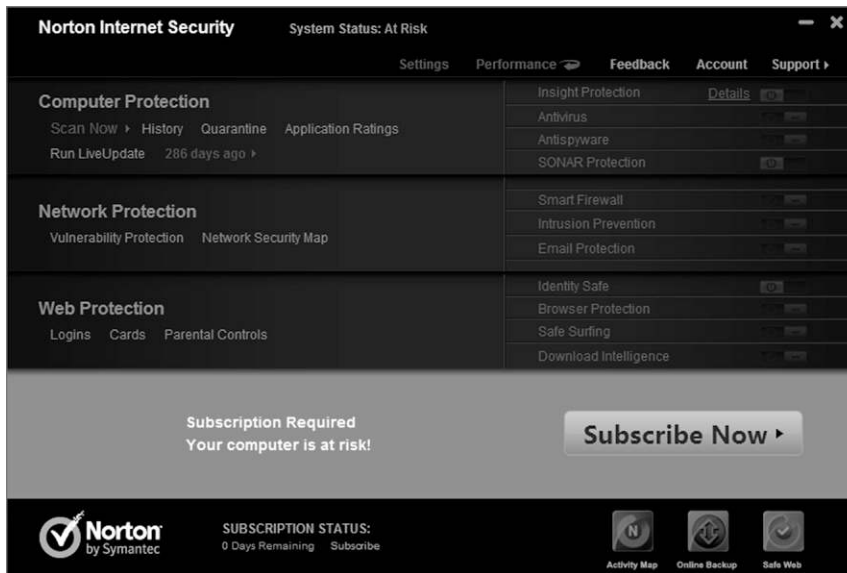 Norton Internet Security System Status: At Risk
Settings Performance Feedback Account Support
Computer Protection
Scan Now History Quarantine Application Ratings
Run LiveUpdate 286 days ago
Insight Protection Details
Antivirus
Antispyware
SONAR Protection
Network Protection
Vulnerability Protection Network Security Map
Smart Firewall
Intrusion Prevention
Email Protection
Web Protection
Logins Cards Parental Controls
Identity Safe
Browser Protection
Safe Surfing
Download Intelligence
Subscription Required
Your computer is at risk!
Subscribe Now
Norton
by Symantec
SUBSCRIPTION STATUS:
0 Days Remaining Subscribe
N
Activity Map Online Backup Safe Web